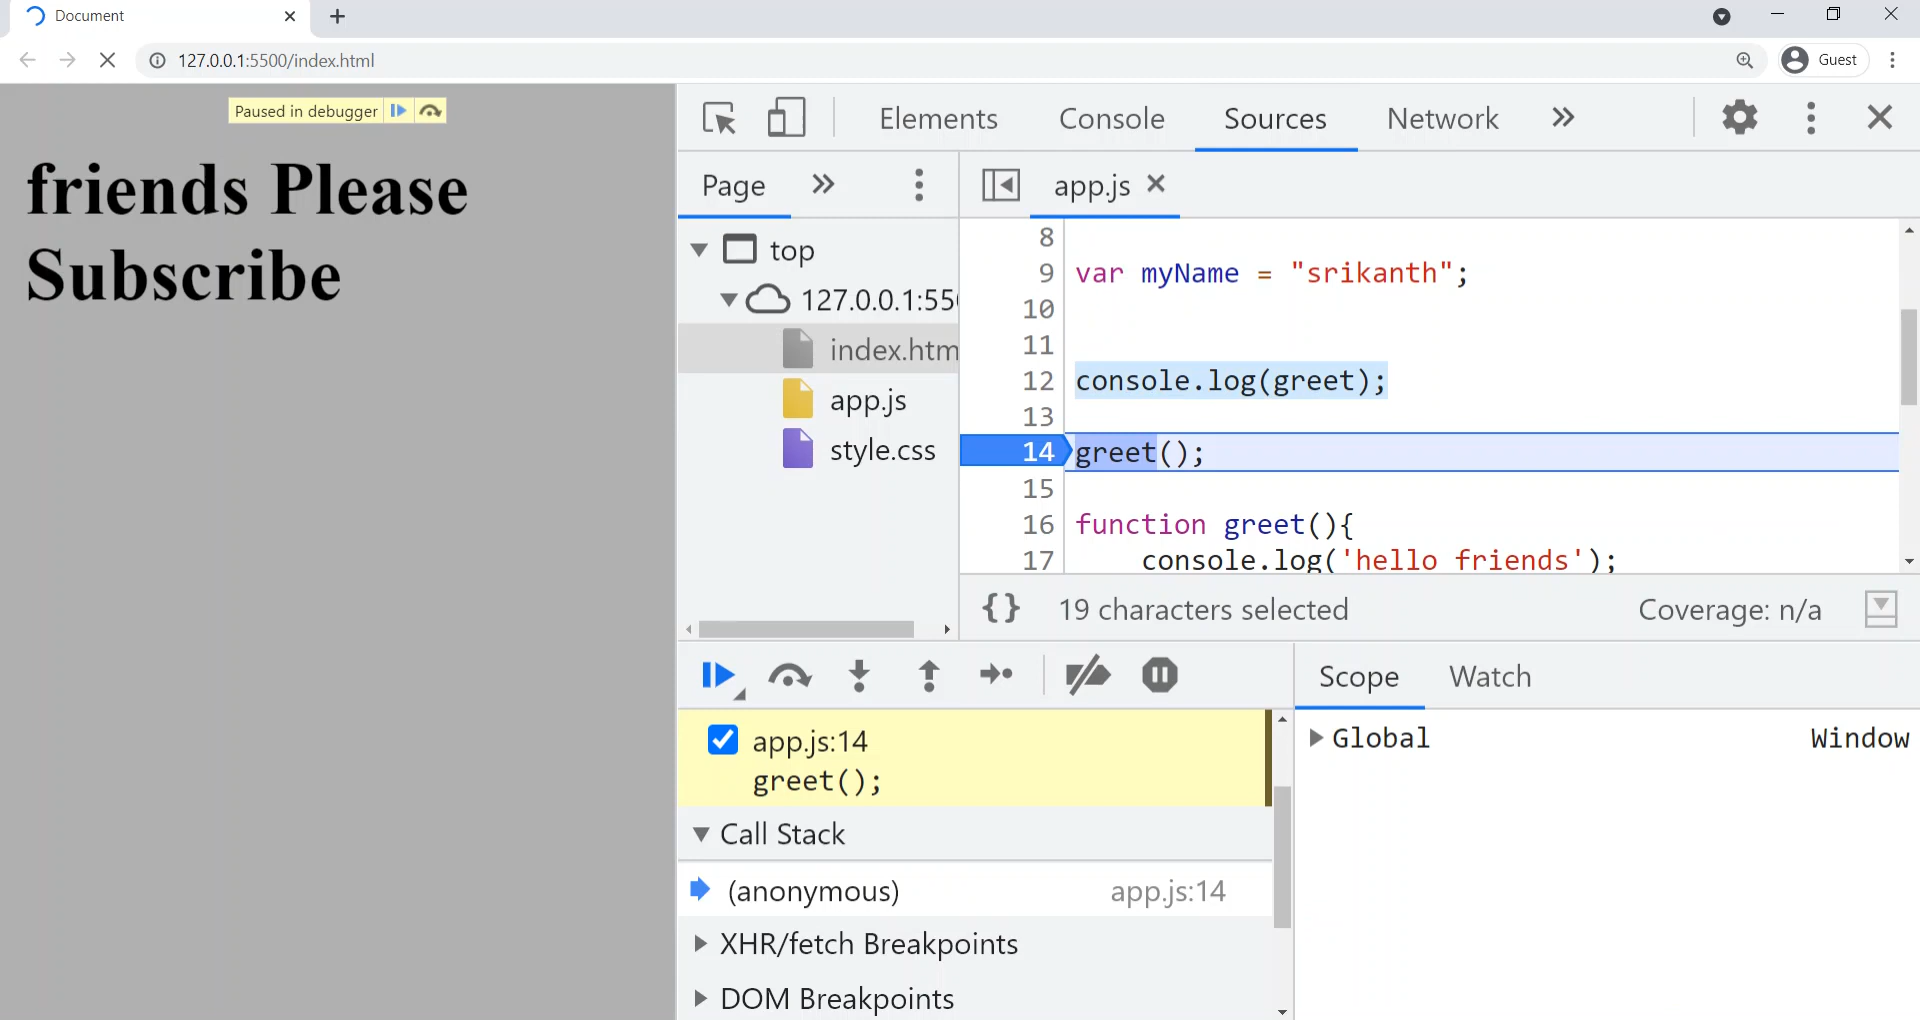 Document
127.0.0.1:5500/index.html
Guest
Paused in debugger
friends Please
Subscribe
Elements Console Sources Network
Page
app.js
top
127.0.0.1:550
index.htm
app.js
style.css
8
9 var myName = "srikanth";
10
11
12 console.log(greet);
13
14 greet();
15
16 function greet(){
17 console.log('hello friends');
{} 19 characters selected Coverage: n/a
Scope Watch
app.js:14
greet();
Global Window
Call Stack
(anonymous) app.js:14
XHR/fetch Breakpoints
DOM Breakpoints